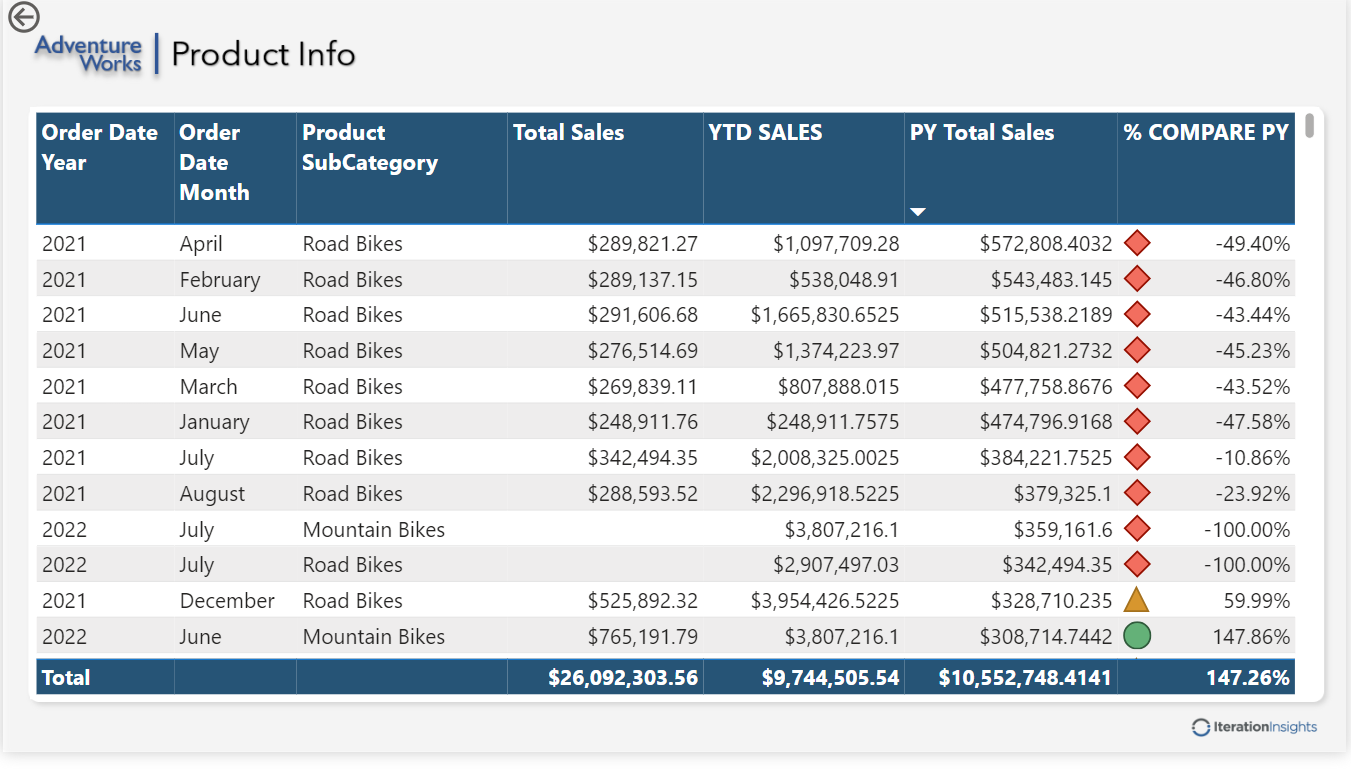 Adventure
Works
Product Info
Order Date Year Order Date Month Product SubCategory Total Sales YTD SALES PY Total Sales % COMPARE PY
2021 April Road Bikes $289,821.27 $1,097,709.28 $572,808.4032 -49.40%
2021 February Road Bikes $289,137.15 $538,048.91 $543,483.145 -46.80%
2021 June Road Bikes $291,606.68 $1,665,830.6525 $515,538.2189 -43.44%
2021 May Road Bikes $276,514.69 $1,374,223.97 $504,821.2732 -45.23%
2021 March Road Bikes $269,839.11 $807,888.015 $477,758.8676 -43.52%
2021 January Road Bikes $248,911.76 $248,911.7575 $474,796.9168 -47.58%
2021 July Road Bikes $342,494.35 $2,008,325.0025 $384,221.7525 -10.86%
2021 August Road Bikes $288,593.52 $2,296,918.5225 $379,325.1 -23.92%
2022 July Mountain Bikes $3,807,216.1 $359,161.6 -100.00%
2022 July Road Bikes $2,907,497.03 $342,494.35 -100.00%
2021 December Road Bikes $525,892.32 $3,954,426.5225 $328,710.235 59.99%
2022 June Mountain Bikes $765,191.79 $3,807,216.1 $308,714.7442 147.86%
Total $26,092,303.56 $9,744,505.54 $10,552,748.4141 147.26%
IterationInsights